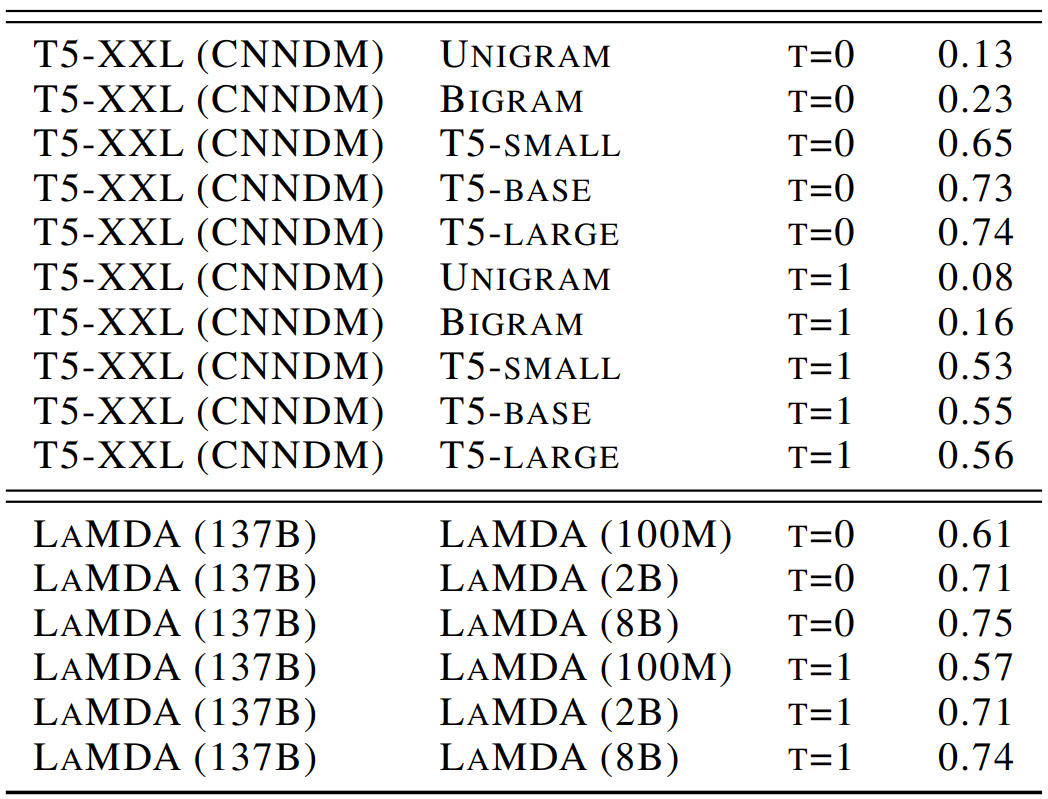 T5-XXL (CNNDM) UNIGRAM T=0 0.13
T5-XXL (CNNDM) BIGRAM T=0 0.23
T5-XXL (CNNDM) T5-SMALL T=0 0.65
T5-XXL (CNNDM) T5-BASE T=0 0.73
T5-XXL (CNNDM) T5-LARGE T=0 0.74
T5-XXL (CNNDM) UNIGRAM T=1 0.08
T5-XXL (CNNDM) BIGRAM T=1 0.16
T5-XXL (CNNDM) T5-SMALL T=1 0.53
T5-XXL (CNNDM) T5-BASE T=1 0.55
T5-XXL (CNNDM) T5-LARGE T=1 0.56
LAMDA (137B) LAMDA (100M) T=0 0.61
LAMDA (137B) LAMDA (2B) T=0 0.71
LAMDA (137B) LAMDA (8B) T=0 0.75
LAMDA (137B) LAMDA (100M) T=1 0.57
LAMDA (137B) LAMDA (2B) T=1 0.71
LAMDA (137B) LAMDA (8B) T=1 0.74